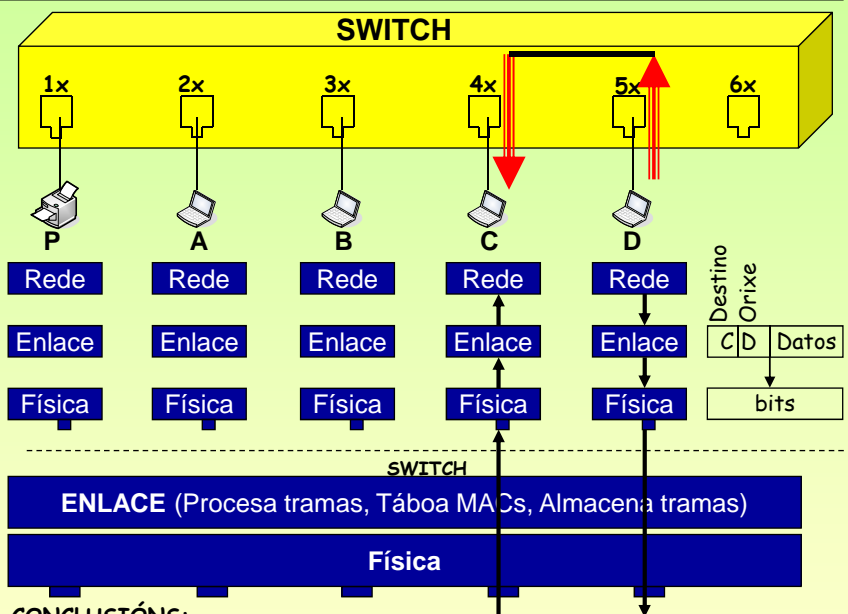 SWITCH
1x 2x 3x 4x 5x 6x
P A B C D
Destino
Orixe
Rede Rede Rede Rede Rede
Enlace Enlace Enlace Enlace Enlace
C D Datos
Física Física Física Física Física
bits
SWITCH
ENLACE (Procesa tramas, Táboa MACs, Almacena tramas)
Física
CONCLUSIÓNS: